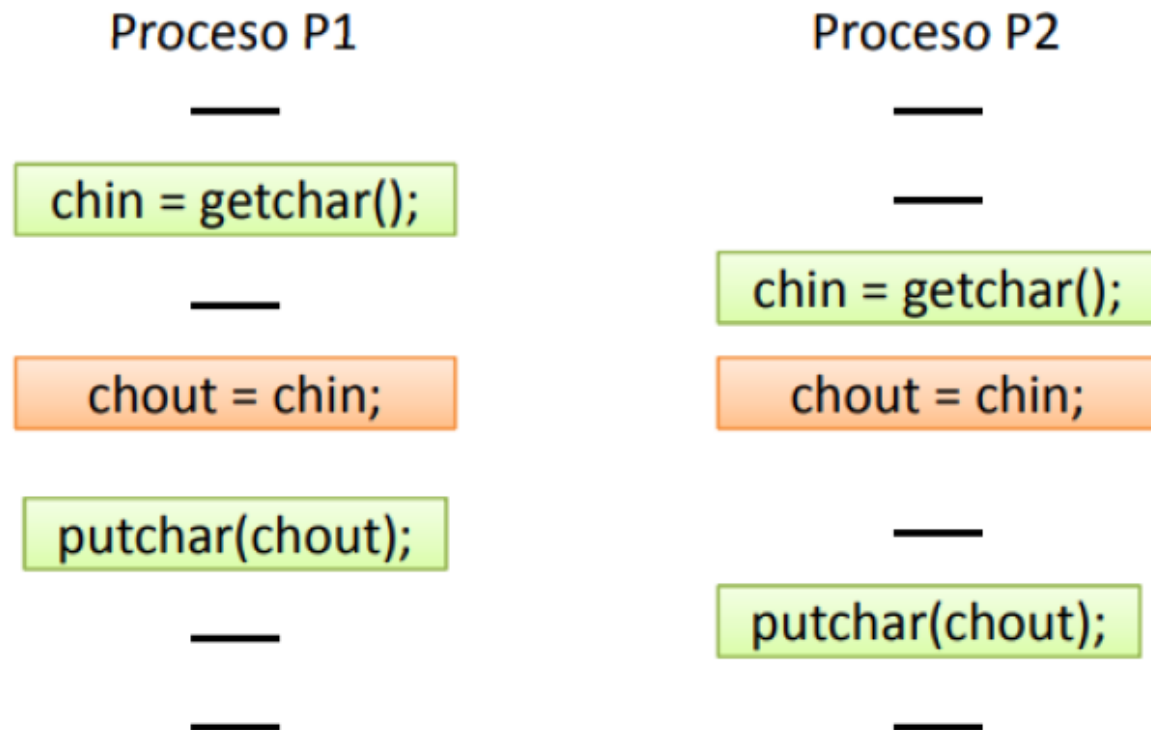 Proceso P1
Proceso P2
chin = getchar();
chin = getchar();
chout = chin;
chout = chin;
putchar(chout);
putchar(chout);